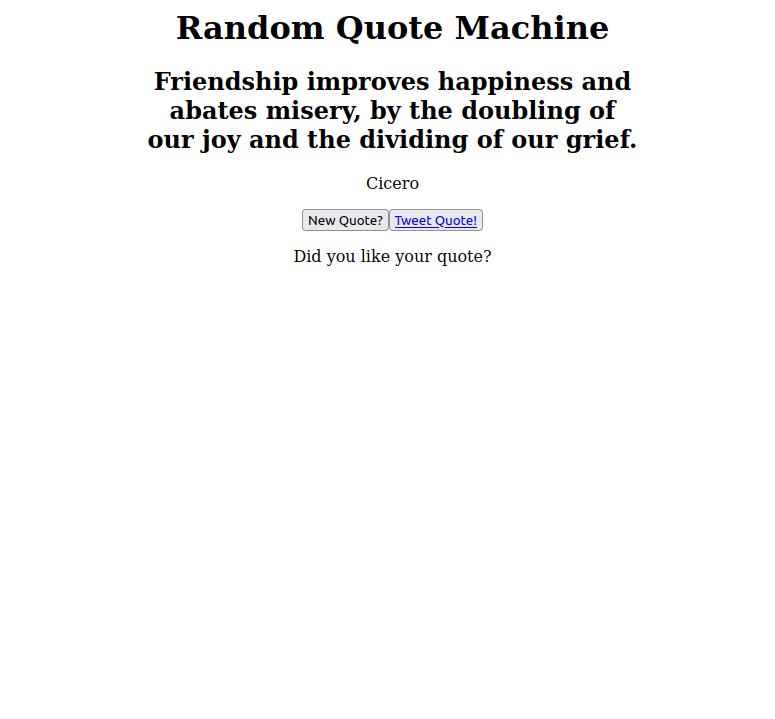 Random Quote Machine
Friendship improves happiness and
abates misery, by the doubling of
our joy and the dividing of our grief.
Cicero
New Quote? Tweet Quote!
Did you like your quote?